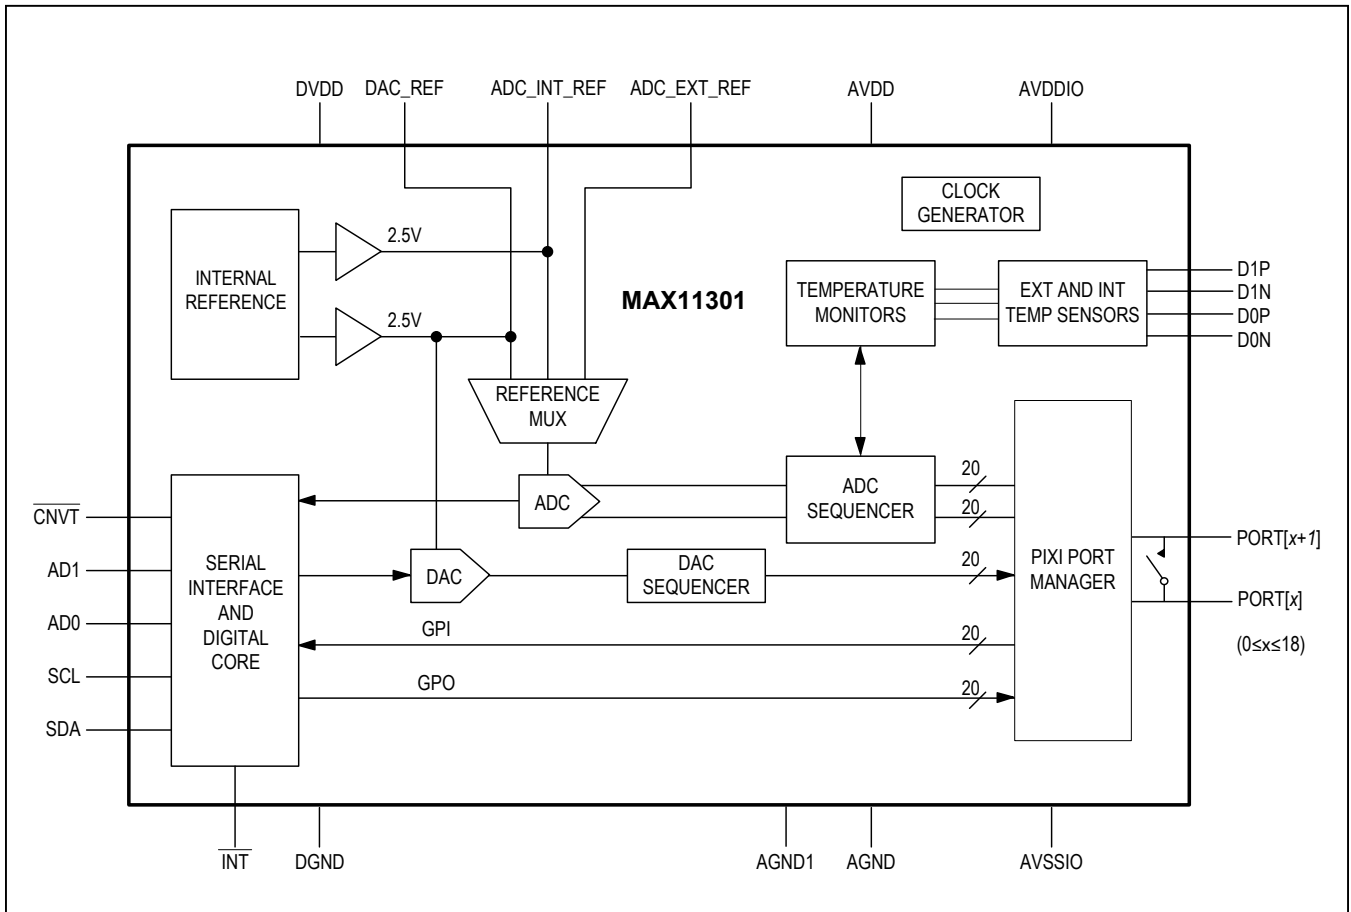 DVDD DAC_REF ADC_INT_REF ADC_EXT_REF AVDD AVDDIO
CLOCK
GENERATOR
2.5V
INTERNAL
REFERENCE
2.5V
MAX11301
TEMPERATURE
MONITORS
EXT AND INT
TEMP SENSORS
D1P
D1N
D0P
D0N
REFERENCE
MUX
ADC
ADC
SEQUENCER
20
20
CNVT
AD1
AD0
SCL
SDA
SERIAL
INTERFACE
AND
DIGITAL
CORE
DAC
DAC
SEQUENCER
20
GPI
20
GPO
20
PIXI PORT
MANAGER
PORT[x+1]
PORT[x]
(0≤x≤18)
INT DGND AGND1 AGND AVSSIO